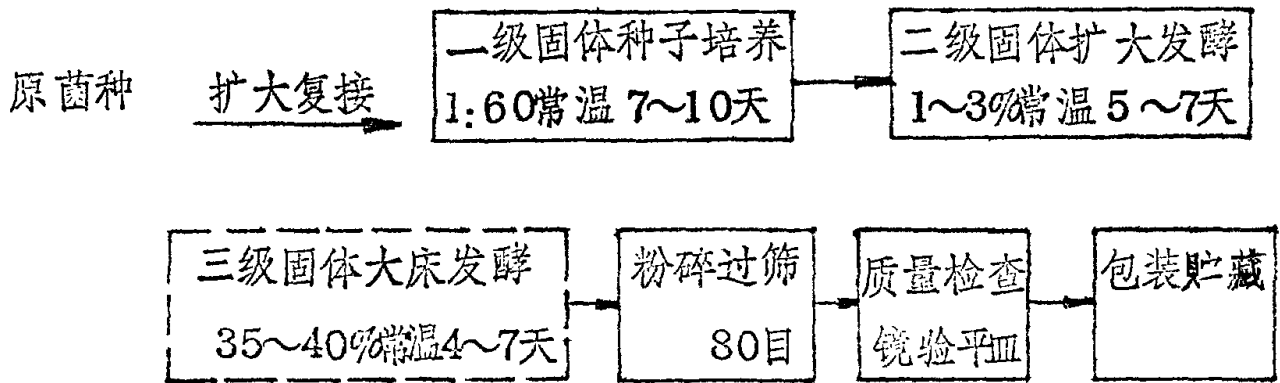 原菌种
扩大复接
一级固体种子培养
1:60常温 7~10天
二级固体扩大发酵
1~3%常温 5~7天
三级固体大床发酵
35~40%常温4~7天
粉碎过筛
80目
质量检查
镜验平皿
包装贮藏